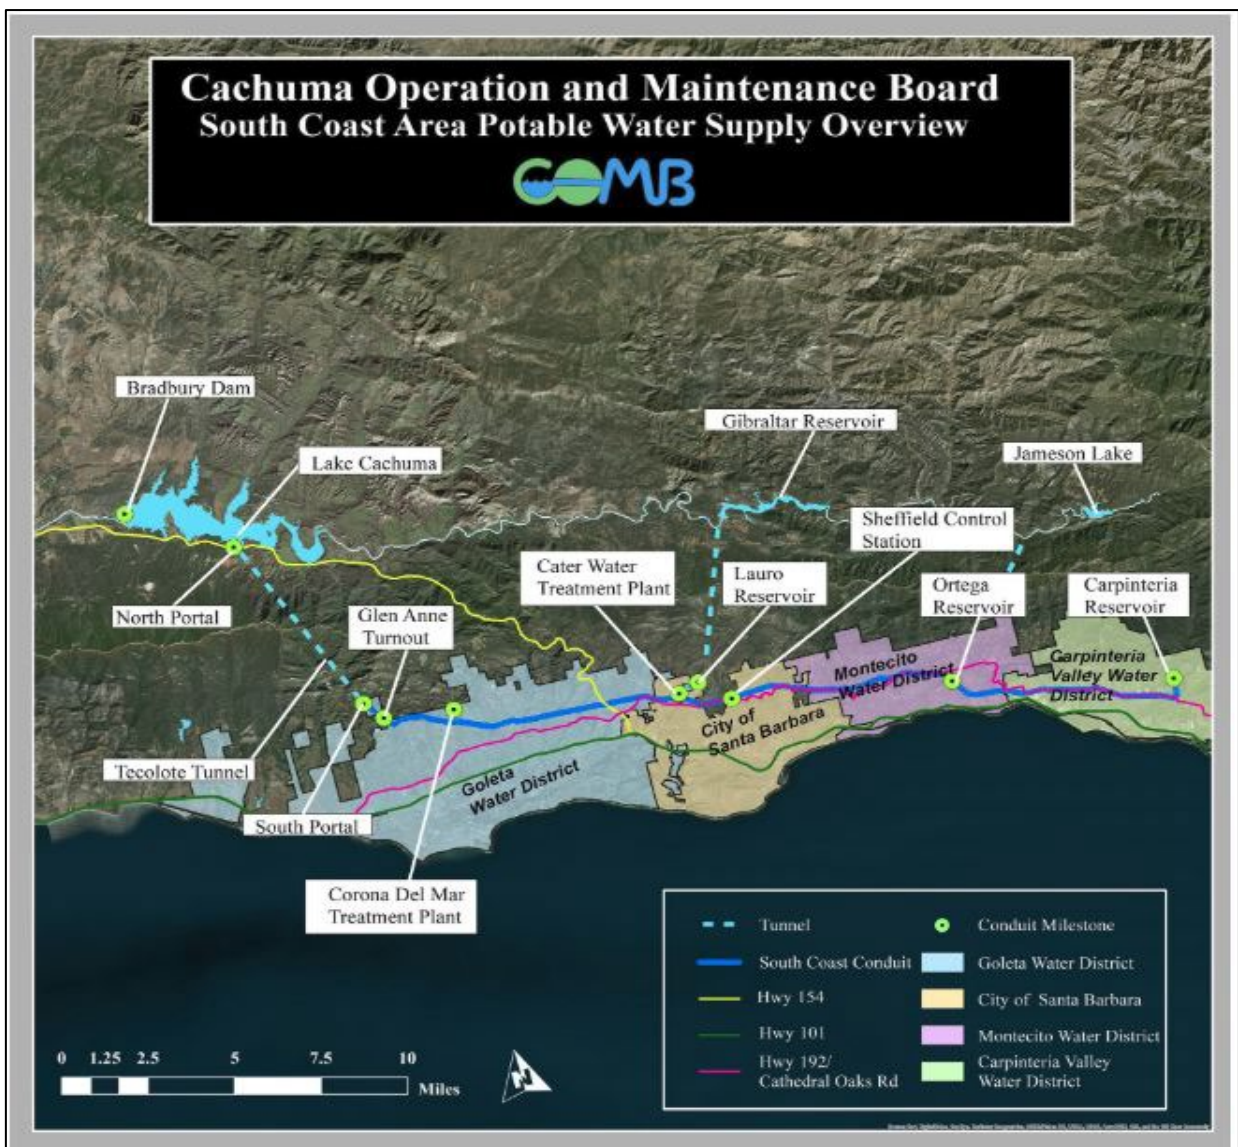 Cachuma Operation and Maintenance Board
South Coast Area Potable Water Supply Overview
COMB
Bradbury Dam
Lake Cachuma
Gibraltar Reservoir
Jameson Lake
Sheffield Control
Station
Cater Water
Treatment Plant
Lauro
Reservoir
Ortega
Reservoir
Carpinteria
Reservoir
North Portal
Glen Anne
Turnout
Montecito
Water District
Carpinteria
Valley Water
District
City of
Santa Barbara
Tecolote Tunnel
Goleta
Water District
South Portal
Corona Del Mar
Treatment Plant
Tunnel
South Coast Conduit
Hwy 154
Hwy 101
Hwy 192/
Cathedral Oaks Rd
Conduit Milestone
Goleta Water District
City of Santa Barbara
Montecito Water District
Carpinteria Valley
Water District
0 1.25 2.5 5 7.5 10
Miles
N